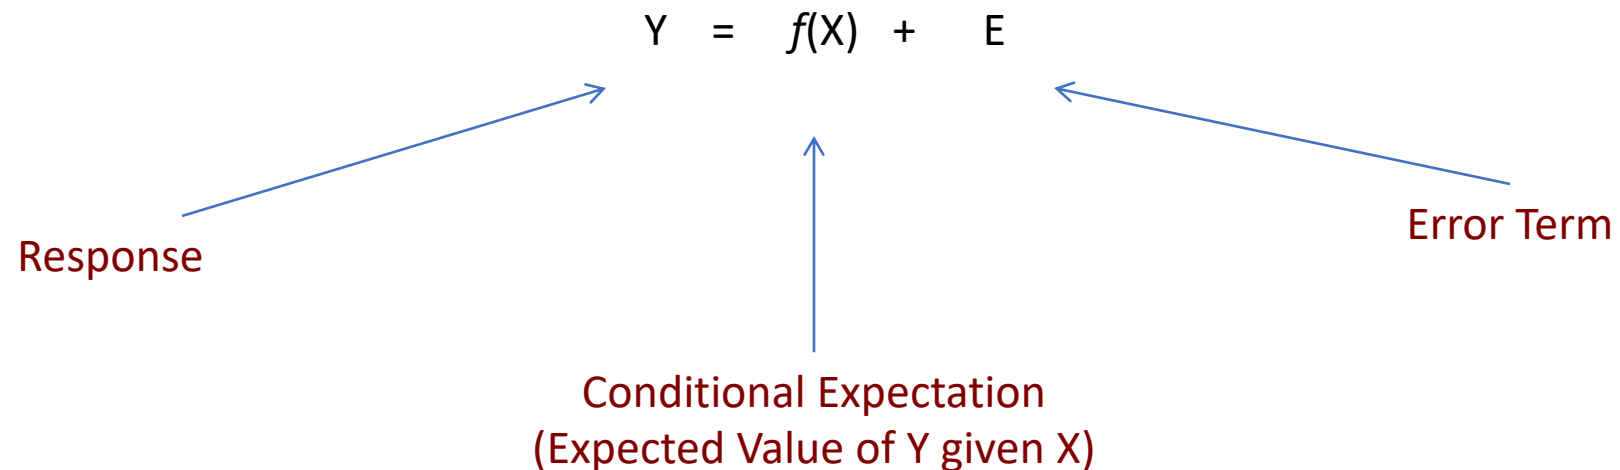 Y = f(X) + E
Response
Error Term
Conditional Expectation
(Expected Value of Y given X)